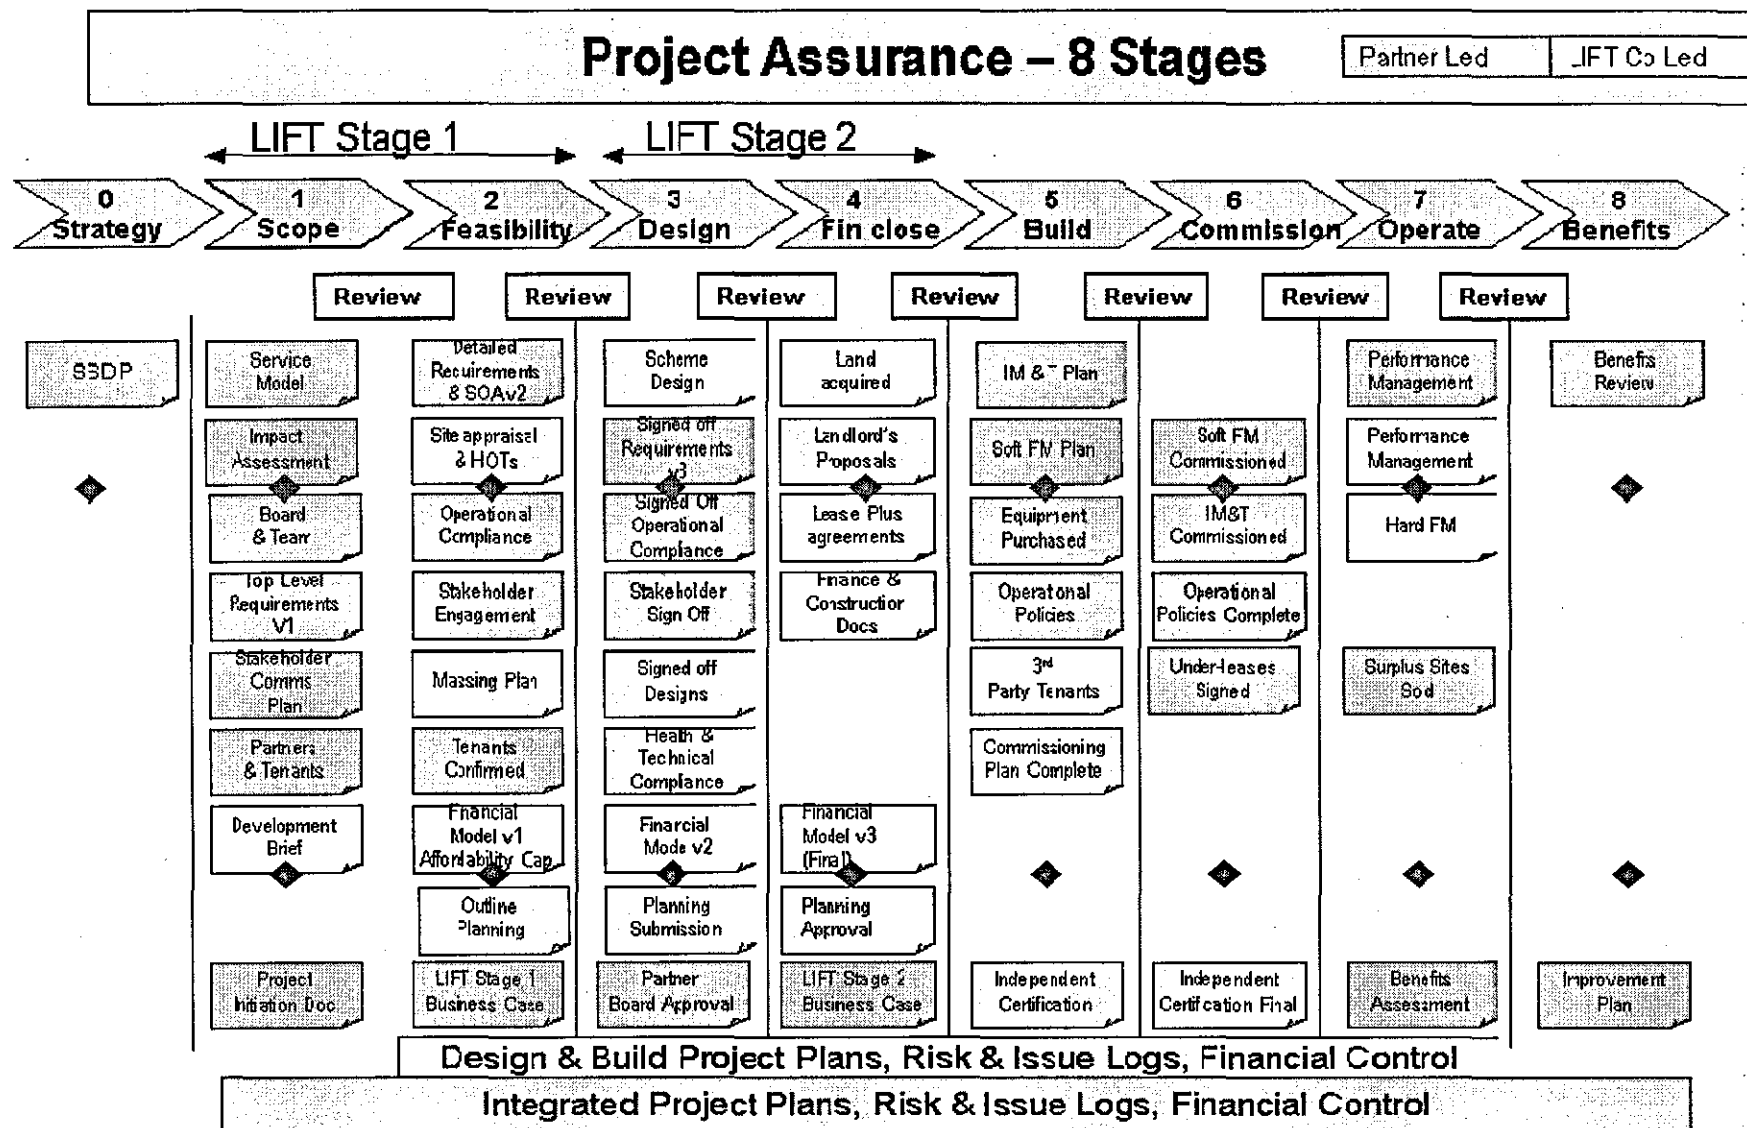 Project Assurance – 8 Stages
Partner Led
LIFT Co Led
LIFT Stage 1
LIFT Stage 2
0
Strategy
1
Scope
2
Feasibility
3
Design
4
Fin close
5
Build
6
Commission
7
Operate
8
Benefits
Review
Review
Review
Review
Review
Review
Review
SSDP
Service
Model
Impact
Assessment
Board
& Team
Top Level
Requirements
V1
Stakeholder
Comms
Plan
Partners
& Tenants
Development
Brief
Project
Initiation Doc
Detailed
Requirements
& SOAv2
Site appraisal
& HOTs
Operational
Compliance
Stakeholder
Engagement
Massing Plan
Tenants
Confirmed
Financial
Model v1
Affordability Cap
Outline
Planning
LIFT Stage 1
Business Case
Scheme
Design
Signed off
Requirements
v3
Signed Off
Operational
Compliance
Stakeholder
Sign Off
Signed off
Designs
Health &
Technical
Compliance
Financial
Model v2
Planning
Submission
Partner
Board Approval
Land
acquired
Landlord's
Proposals
Lease Plus
agreements
Finance &
Construction
Docs
Financial
Model v3
(Final)
Planning
Approval
LIFT Stage 2
Business Case
IM & T Plan
Soft FM Plan
Equipment
Purchased
Operational
Policies
3rd
Party Tenants
Commissioning
Plan Complete
Independent
Certification
Soft FM
Commissioned
IM&T
Commissioned
Operational
Policies Complete
Under-leases
Signed
Independent
Certification Final
Performance
Management
Performance
Management
Hard FM
Surplus Sites
Sold
Benefits
Assessment
Benefits
Review
Improvement
Plan
Design & Build Project Plans, Risk & Issue Logs, Financial Control
Integrated Project Plans, Risk & Issue Logs, Financial Control